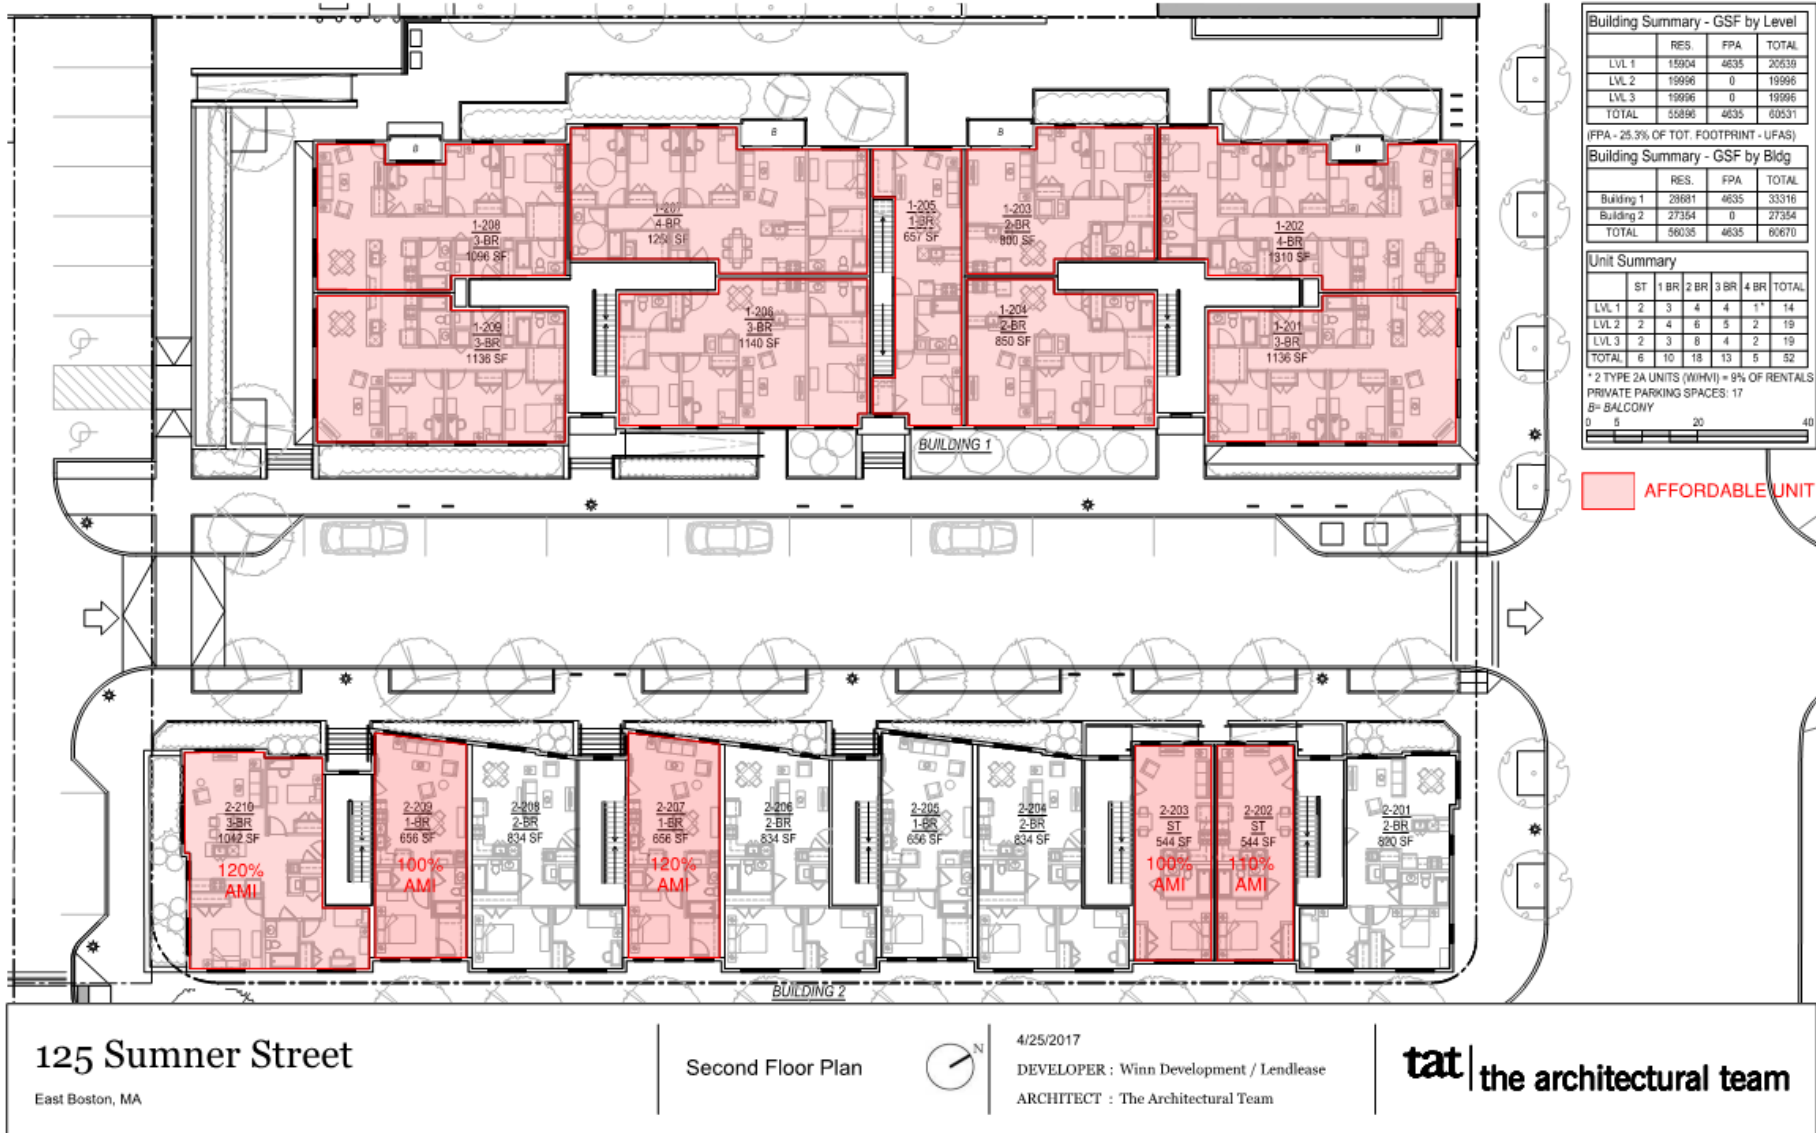 Building Summary - GSF by Level
RES. FPA TOTAL
LVL 1 15904 4635 20539
LVL 2 19996 0 19996
LVL 3 19996 0 19996
TOTAL 55896 4635 60531
(FPA - 25.3% OF TOT. FOOTPRINT - UFAS)
Building Summary - GSF by Bldg
RES. FPA TOTAL
Building 1 28681 4635 33316
Building 2 27354 0 27354
TOTAL 56035 4635 60670
Unit Summary
ST 1 BR 2 BR 3 BR 4 BR TOTAL
LVL 1 2 3 4 4 1* 14
LVL 2 2 4 6 5 2 19
LVL 3 2 3 8 4 2 19
TOTAL 6 10 18 13 5 52
* 2 TYPE 2A UNITS (W/HVI) = 9% OF RENTALS
PRIVATE PARKING SPACES: 17
B= BALCONY
0 5 20 40
AFFORDABLE UNIT
B
B
B
B
1-208
3-BR
1096 SF
1-207
4-BR
SF
1-205
1-BR
657 SF
1-203
2-BR
800 SF
1-202
4-BR
1310 SF
1-209
3-BR
1136 SF
1-206
3-BR
1140 SF
1-204
2-BR
850 SF
1-201
3-BR
1136 SF
BUILDING 1
2-210
3-BR
1042 SF
120%
AMI
2-209
1-BR
656 SF
100%
AMI
2-208
2-BR
834 SF
2-207
1-BR
656 SF
120%
AMI
2-206
2-BR
834 SF
2-205
1-BR
656 SF
2-204
2-BR
834 SF
2-203
ST
544 SF
100%
AMI
2-202
ST
544 SF
110%
AMI
2-201
2-BR
820 SF
BUILDING 2
125 Sumner Street
East Boston, MA
Second Floor Plan
N
4/25/2017
DEVELOPER : Winn Development / Lendlease
ARCHITECT : The Architectural Team
tat | the architectural team